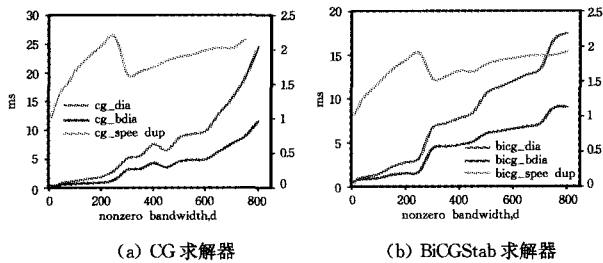 30
25
20
15
10
5
0
ms
2.5
2
1.5
1
0.5
0
cg_dia
cg_bdia
cg_spee dup
0 200 400 600 800
nonzero bandwidth,d
(a) CG 求解器
20
15
10
5
0
ms
2.5
2
1.5
1
0.5
0
bicg_dia
bicg_bdia
bicg_spee dup
0 200 400 600 800
nonzero bandwidth,d
(b) BiCGStab 求解器